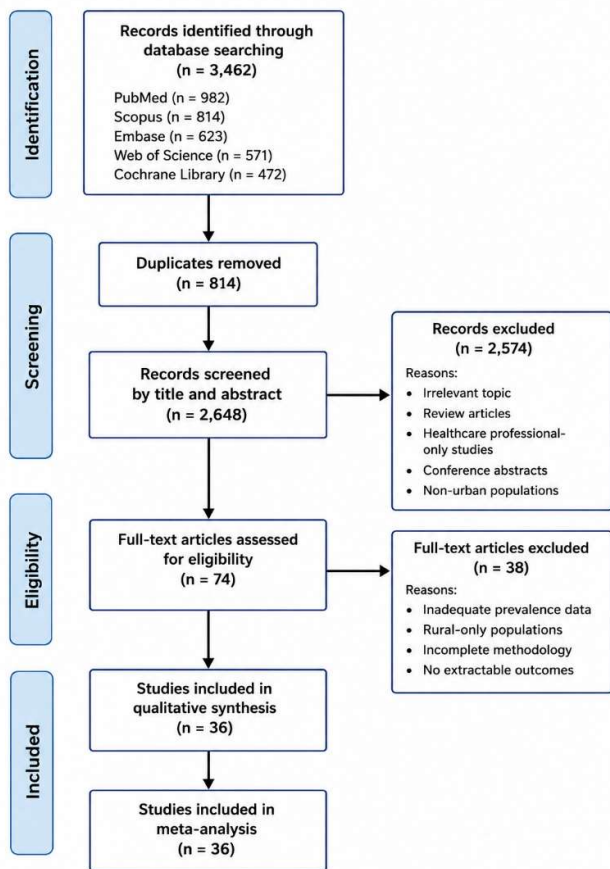 Identification
Records identified through
database searching
(n = 3,462)
PubMed (n = 982)
Scopus (n = 814)
Embase (n = 623)
Web of Science (n = 571)
Cochrane Library (n = 472)
Screening
Duplicates removed
(n = 814)
Records screened
by title and abstract
(n = 2,648)
Records excluded
(n = 2,574)
Reasons:
• Irrelevant topic
• Review articles
• Healthcare professional-
only studies
• Conference abstracts
• Non-urban populations
Eligibility
Full-text articles assessed
for eligibility
(n = 74)
Full-text articles excluded
(n = 38)
Reasons:
• Inadequate prevalence data
• Rural-only populations
• Incomplete methodology
• No extractable outcomes
Included
Studies included in
qualitative synthesis
(n = 36)
Studies included in
meta-analysis
(n = 36)